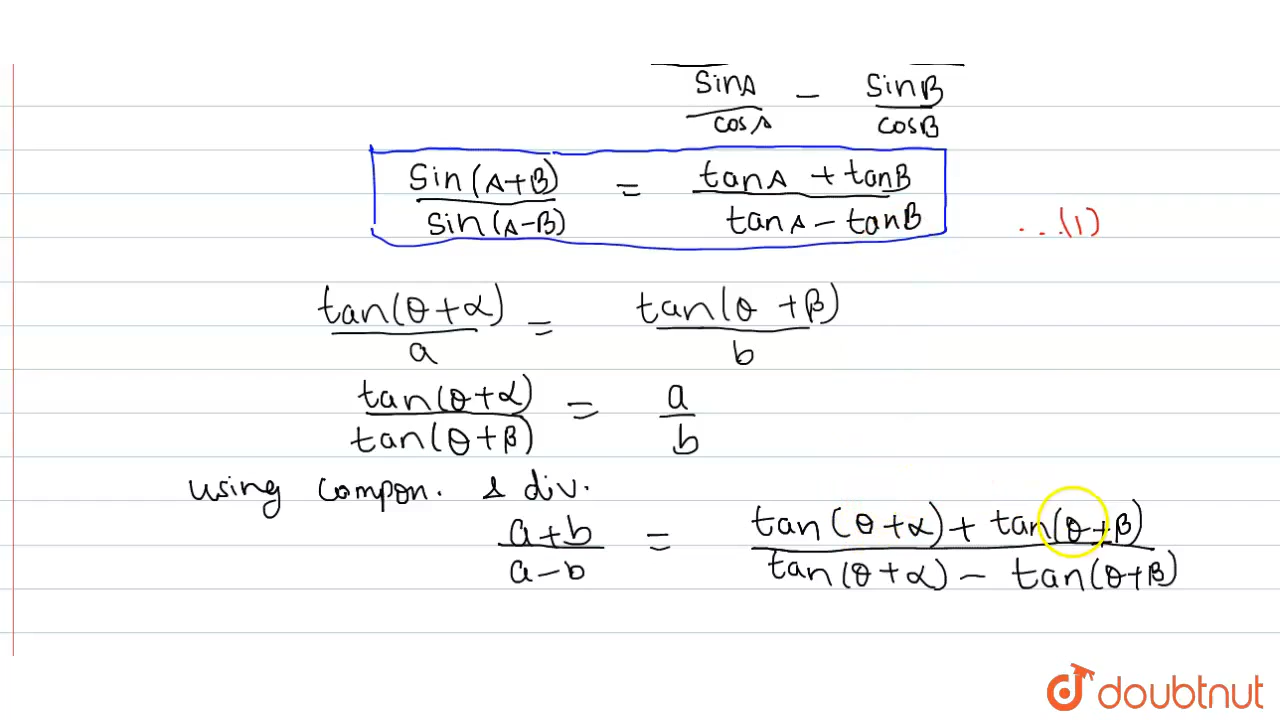 sinA/cosA - sinB/cosB
sin(A+B)/sin(A-B) = tanA + tanB/tanA - tanB ...(1)
tan(θ+α)/a = tan(θ+β)/b
tan(θ+α)/tan(θ+β) = a/b
using compon. & div.
a+b/a-b = tan(θ+α) + tan(θ+β)/tan(θ+α) - tan(θ+β)
doubtnut